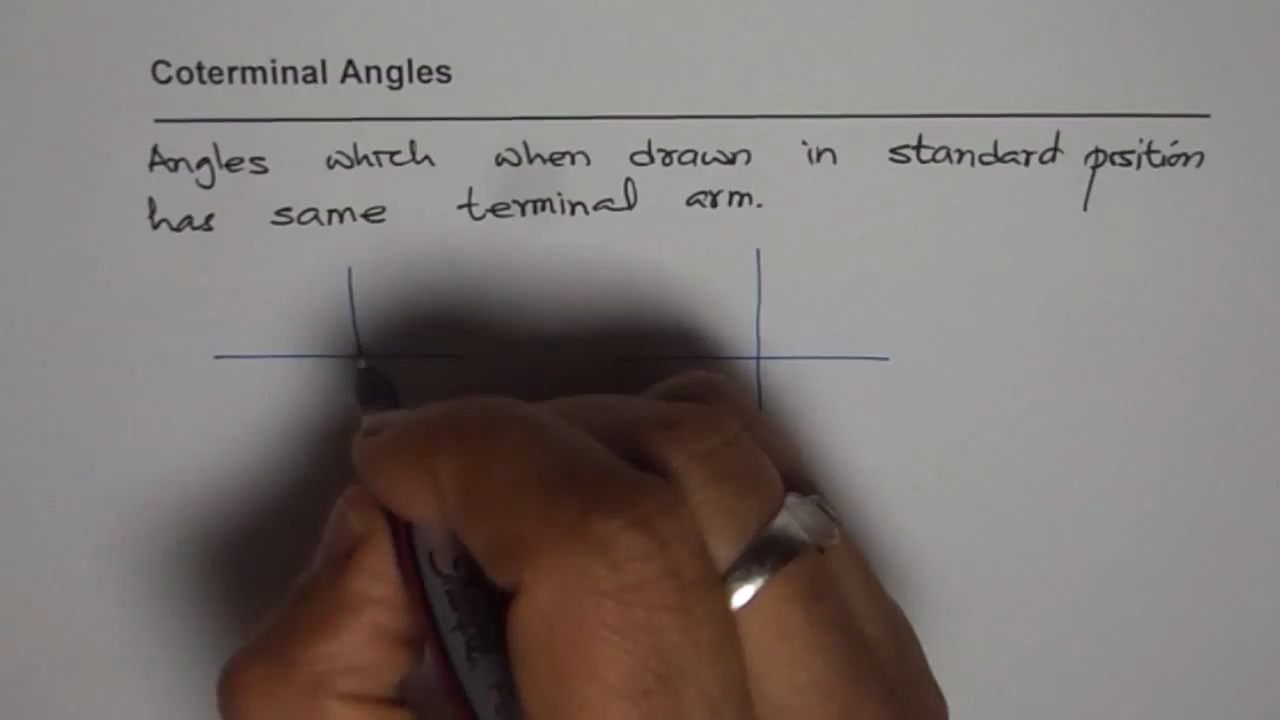 Coterminal Angles
Angles which when drawn in standard position
has same terminal arm.